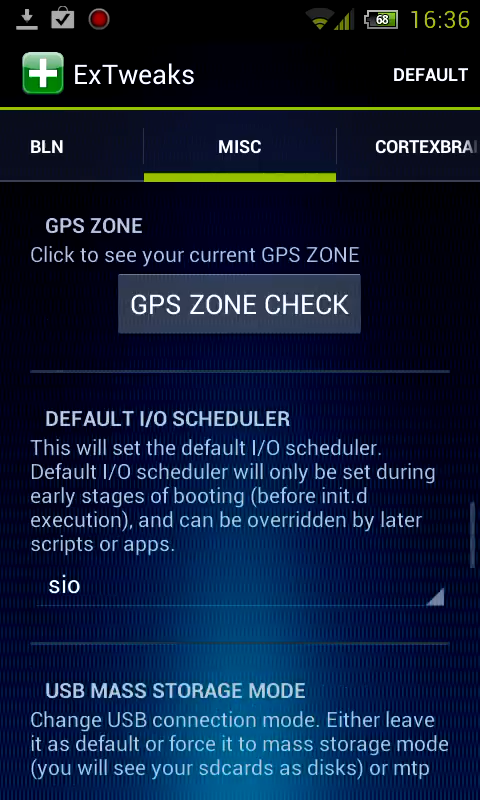 68 16:36
ExTweaks DEFAULT
BLN MISC CORTEXBRAI
GPS ZONE
Click to see your current GPS ZONE
GPS ZONE CHECK
DEFAULT I/O SCHEDULER
This will set the default I/O scheduler.
Default I/O scheduler will only be set during
early stages of booting (before init.d
execution), and can be overridden by later
scripts or apps.
sio
USB MASS STORAGE MODE
Change USB connection mode. Either leave
it as default or force it to mass storage mode
(you will see your sdcards as disks) or mtp